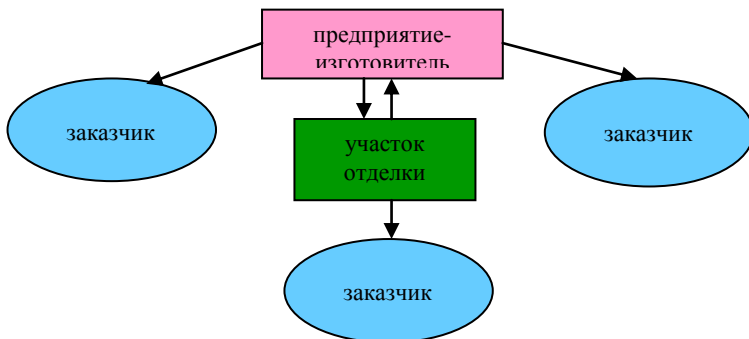 предприятие-
изготовитель
заказчик
заказчик
участок
отделки
заказчик